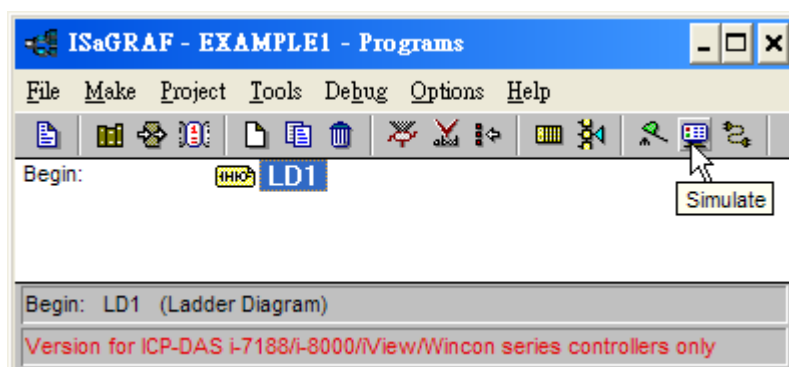 ISaGRAF - EXAMPLE1 - Programs
File Make Project Tools Debug Options Help
Begin: LD1
Simulate
Begin: LD1 (Ladder Diagram)
Version for ICP-DAS i-7188/i-8000/iView/Wincon series controllers only